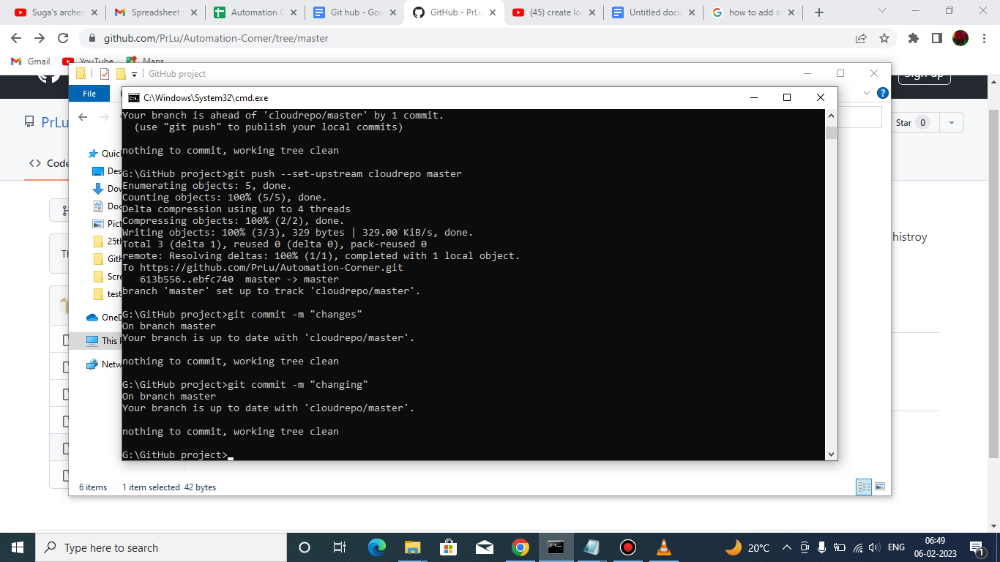 Suga's archer
Spreadsheet s
Automation C
Git hub - Goo
GitHub - PrLu
(45) create lo
Untitled docu
how to add s
github.com/PrLu/Automation-Corner/tree/master
Gmail
YouTube
Maps
GitHub project
Sign up
File
C:\Windows\System32\cmd.exe
PrLu
Star 0
Code
Quick
Des
Dow
Doc
Pict
25th
GitH
Scre
test
OneD
This P
Netw
Th
histroy
Your branch is ahead of 'cloudrepo/master' by 1 commit.
(use "git push" to publish your local commits)
nothing to commit, working tree clean
G:\GitHub project>git push --set-upstream cloudrepo master
Enumerating objects: 5, done.
Counting objects: 100% (5/5), done.
Delta compression using up to 4 threads
Compressing objects: 100% (2/2), done.
Writing objects: 100% (3/3), 329 bytes | 329.00 KiB/s, done.
Total 3 (delta 1), reused 0 (delta 0), pack-reused 0
remote: Resolving deltas: 100% (1/1), completed with 1 local object.
To https://github.com/PrLu/Automation-Corner.git
613b556..ebfc740  master -> master
branch 'master' set up to track 'cloudrepo/master'.
G:\GitHub project>git commit -m "changes"
On branch master
Your branch is up to date with 'cloudrepo/master'.
nothing to commit, working tree clean
G:\GitHub project>git commit -m "changing"
On branch master
Your branch is up to date with 'cloudrepo/master'.
nothing to commit, working tree clean
G:\GitHub project>
6 items
1 item selected 42 bytes
Type here to search
20°C
ENG
06:49
06-02-2023
1